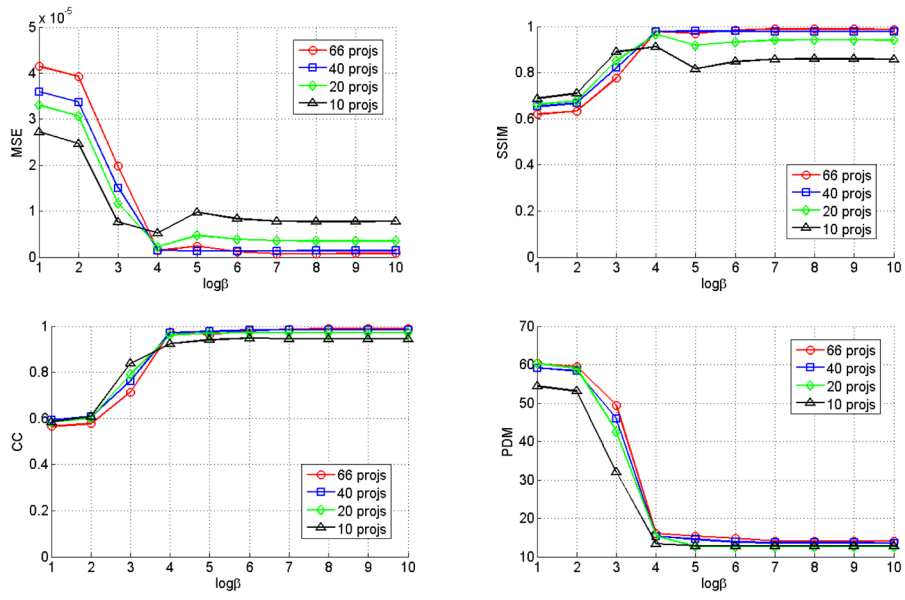 5 x 10⁻⁵
4
3
2
1
0
MSE
1 2 3 4 5 6 7 8 9 10
logβ
66 projs
40 projs
20 projs
10 projs
1
0.8
0.6
0.4
0.2
0
SSIM
1 2 3 4 5 6 7 8 9 10
logβ
66 projs
40 projs
20 projs
10 projs
1
0.8
0.6
0.4
0.2
0
CC
1 2 3 4 5 6 7 8 9 10
logβ
66 projs
40 projs
20 projs
10 projs
70
60
50
40
30
20
10
PDM
1 2 3 4 5 6 7 8 9 10
logβ
66 projs
40 projs
20 projs
10 projs